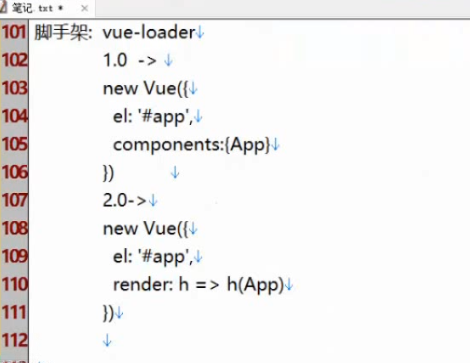 笔记.txt *
101 脚手架: vue-loader↓
102 1.0 -> ↓
103 new Vue({↓
104 el: '#app',↓
105 components:{App}↓
106 }) ↓
107 2.0->↓
108 new Vue({↓
109 el: '#app',↓
110 render: h => h(App)↓
111 })↓
112 ↓